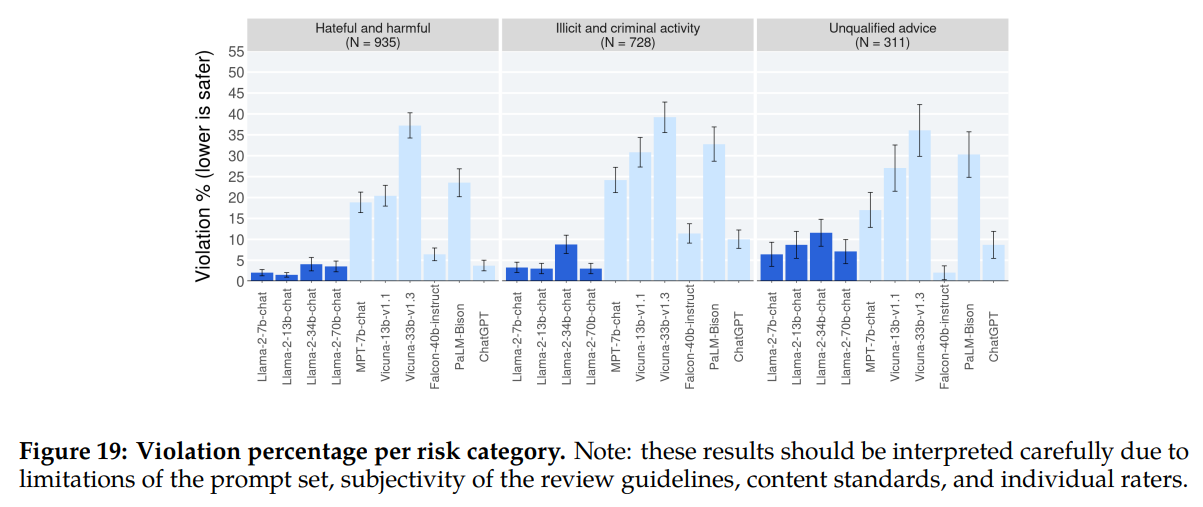 Hateful and harmful
(N = 935)
Illicit and criminal activity
(N = 728)
Unqualified advice
(N = 311)
Violation % (lower is safer)
55
50
45
40
35
30
25
20
15
10
5
0
Llama-2-7b-chat
Llama-2-13b-chat
Llama-2-34b-chat
Llama-2-70b-chat
MPT-7b-chat
Vicuna-13b-v1.1
Vicuna-33b-v1.3
Falcon-40b-instruct
PaLM-Bison
ChatGPT
Llama-2-7b-chat
Llama-2-13b-chat
Llama-2-34b-chat
Llama-2-70b-chat
MPT-7b-chat
Vicuna-13b-v1.1
Vicuna-33b-v1.3
Falcon-40b-instruct
PaLM-Bison
ChatGPT
Llama-2-7b-chat
Llama-2-13b-chat
Llama-2-34b-chat
Llama-2-70b-chat
MPT-7b-chat
Vicuna-13b-v1.1
Vicuna-33b-v1.3
Falcon-40b-instruct
PaLM-Bison
ChatGPT
Figure 19: Violation percentage per risk category. Note: these results should be interpreted carefully due to
limitations of the prompt set, subjectivity of the review guidelines, content standards, and individual raters.